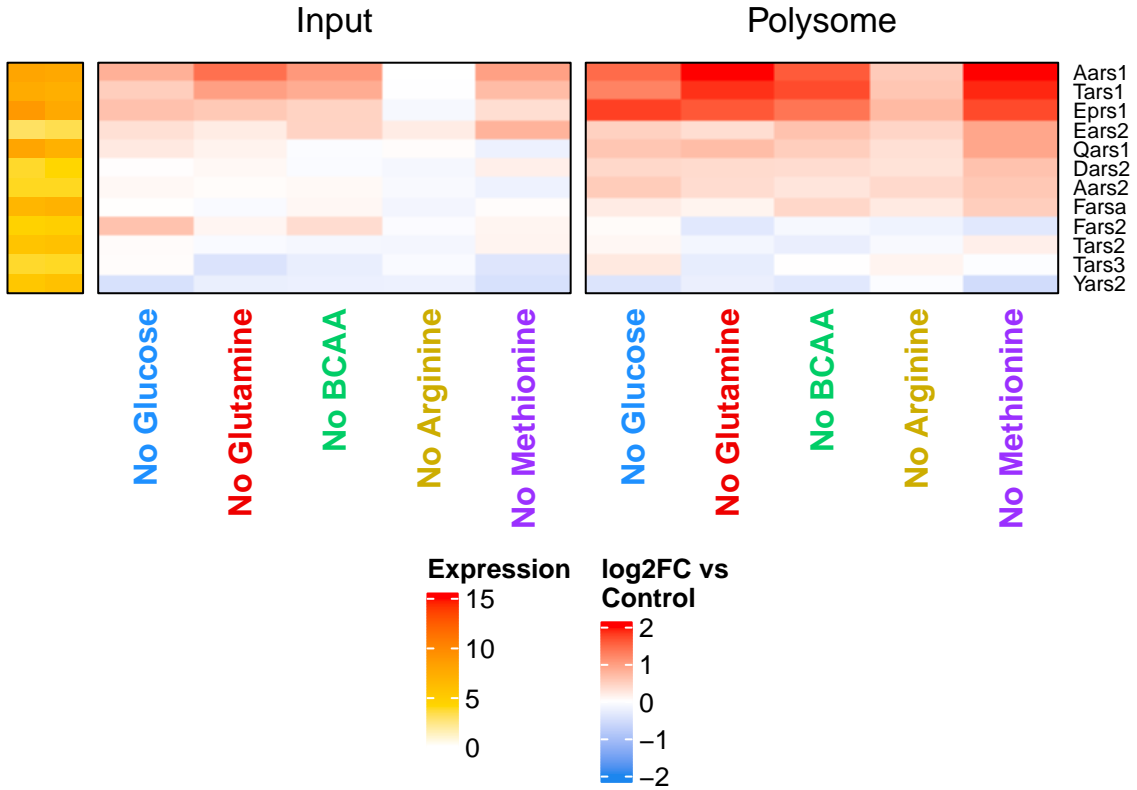 Input
Polysome
Aars1
Tars1
Eprs1
Ears2
Qars1
Dars2
Aars2
Farsa
Fars2
Tars2
Tars3
Yars2
No Glucose
No Glutamine
No BCAA
No Arginine
No Methionine
No Glucose
No Glutamine
No BCAA
No Arginine
No Methionine
Expression
15
10
5
0
log2FC vs
Control
2
1
0
−1
−2